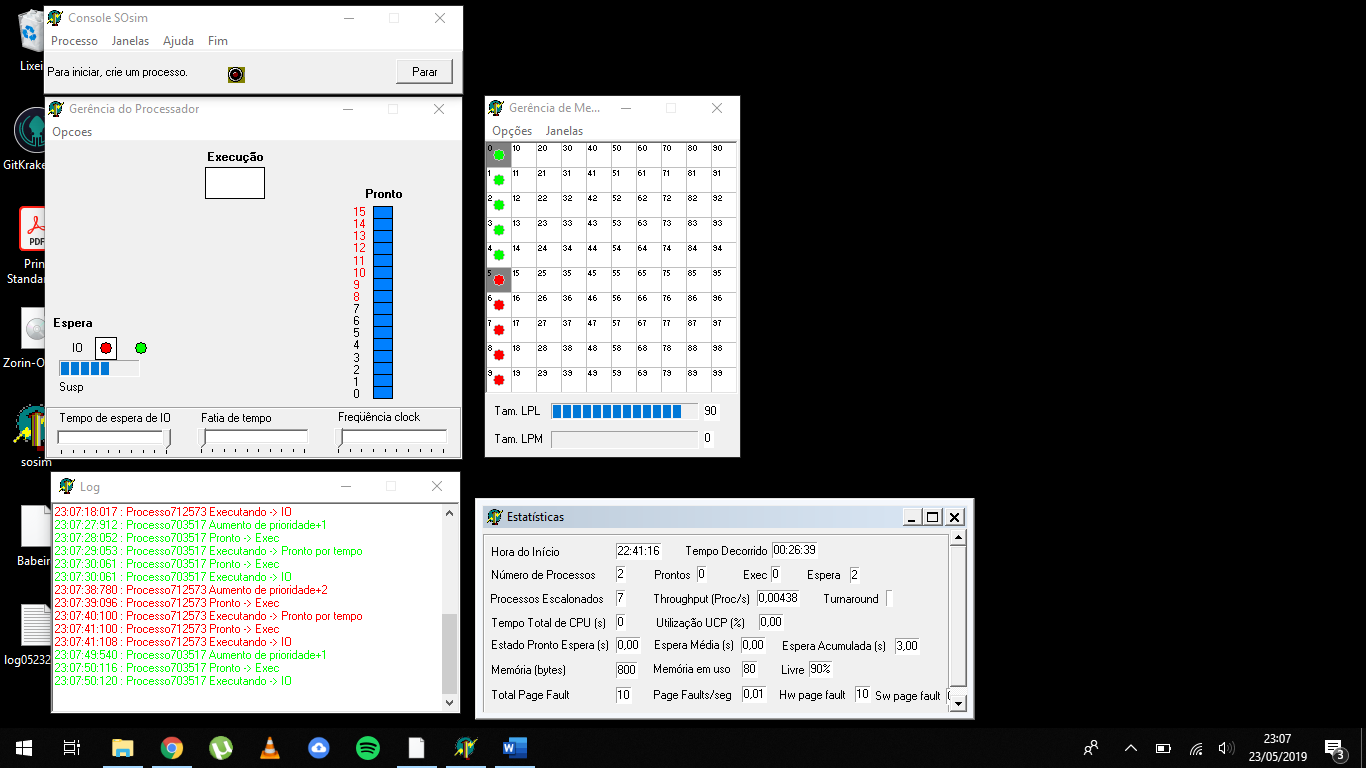 Console SOsim
Processo Janelas Ajuda Fim
Para iniciar, crie um processo. Parar
Gerência do Processador
Opcoes
Execução
Pronto
15
14
13
12
11
10
9
8
7
6
5
4
3
2
1
0
Espera
IO
Susp
Tempo de espera de IO Fatia de tempo Freqüência clock
Gerência de Me...
Opções Janelas
0 10 20 30 40 50 60 70 80 90
1 11 21 31 41 51 61 71 81 91
2 12 22 32 42 52 62 72 82 92
3 13 23 33 43 53 63 73 83 93
4 14 24 34 44 54 64 74 84 94
5 15 25 35 45 55 65 75 85 95
6 16 26 36 46 56 66 76 86 96
7 17 27 37 47 57 67 77 87 97
8 18 28 38 48 58 68 78 88 98
9 19 29 39 49 59 69 79 89 99
Tam. LPL 90
Tam. LPM 0
Log
23:07:18:017 : Processo712573 Executando -> IO
23:07:27:912 : Processo703517 Aumento de prioridade+1
23:07:28:052 : Processo703517 Pronto -> Exec
23:07:29:053 : Processo703517 Executando -> Pronto por tempo
23:07:30:061 : Processo703517 Pronto -> Exec
23:07:30:061 : Processo703517 Executando -> IO
23:07:38:780 : Processo712573 Aumento de prioridade+2
23:07:39:096 : Processo712573 Pronto -> Exec
23:07:40:100 : Processo712573 Executando -> Pronto por tempo
23:07:41:100 : Processo712573 Pronto -> Exec
23:07:41:108 : Processo712573 Executando -> IO
23:07:49:540 : Processo703517 Aumento de prioridade+1
23:07:50:116 : Processo703517 Pronto -> Exec
23:07:50:120 : Processo703517 Executando -> IO
Estatísticas
Hora do Início 22:41:16 Tempo Decorrido 00:26:39
Número de Processos 2 Prontos 0 Exec 0 Espera 2
Processos Escalonados 7 Throughput (Proc/s) 0,00438 Turnaround
Tempo Total de CPU (s) 0 Utilização UCP (%) 0,00
Estado Pronto Espera (s) 0,00 Espera Média (s) 0,00 Espera Acumulada (s) 3,00
Memória (bytes) 800 Memória em uso 80 Livre 90%
Total Page Fault 10 Page Faults/seg 0,01 Hw page fault 10 Sw page fault
Lixei
GitKrake
PDF
Prin
Standar
Zorin-O
sosim
Babeir
log05232
W
23:07
23/05/2019
3